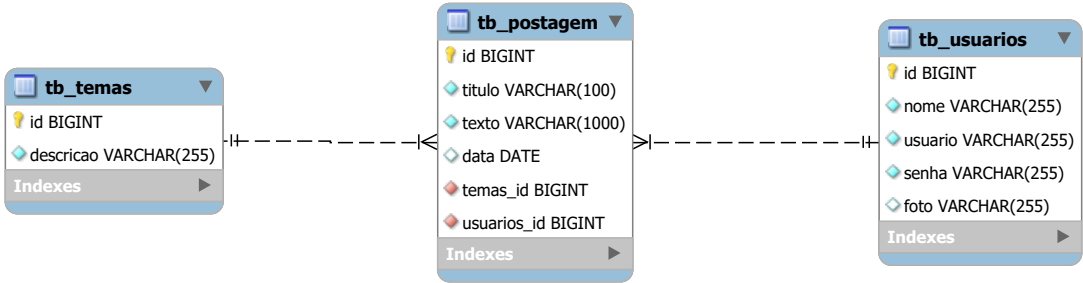 tb_temas
id BIGINT
descricao VARCHAR(255)
Indexes
tb_postagem
id BIGINT
titulo VARCHAR(100)
texto VARCHAR(1000)
data DATE
temas_id BIGINT
usuarios_id BIGINT
Indexes
tb_usuarios
id BIGINT
nome VARCHAR(255)
usuario VARCHAR(255)
senha VARCHAR(255)
foto VARCHAR(255)
Indexes